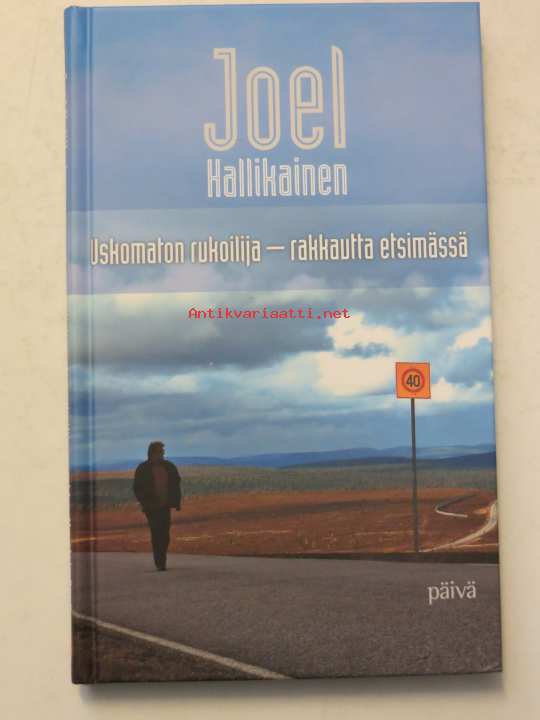 Joel
Hallikainen
Uskomaton rukoilija – rakkautta etsimässä
Antikvariaatti.net
40
päivä